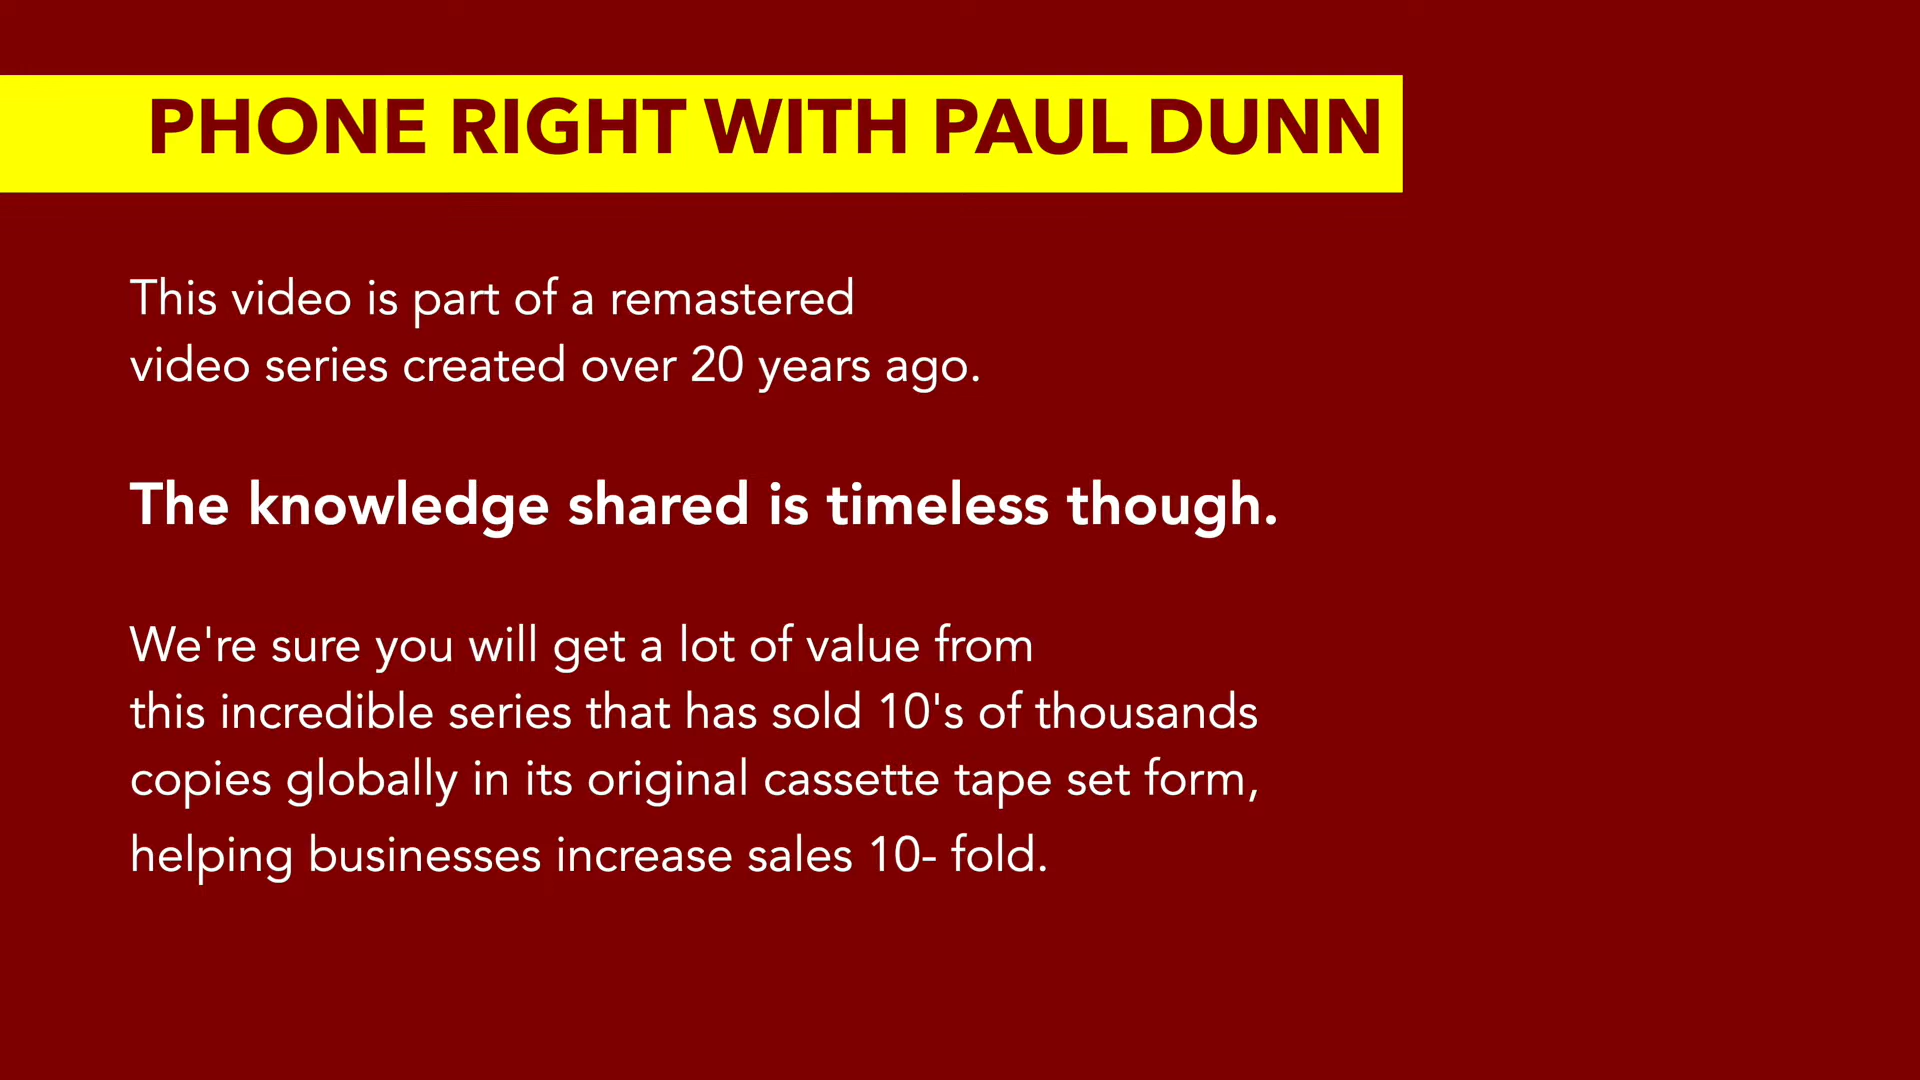 PHONE RIGHT WITH PAUL DUNN
This video is part of a remastered
video series created over 20 years ago.
The knowledge shared is timeless though.
We're sure you will get a lot of value from
this incredible series that has sold 10's of thousands
copies globally in its original cassette tape set form,
helping businesses increase sales 10- fold.